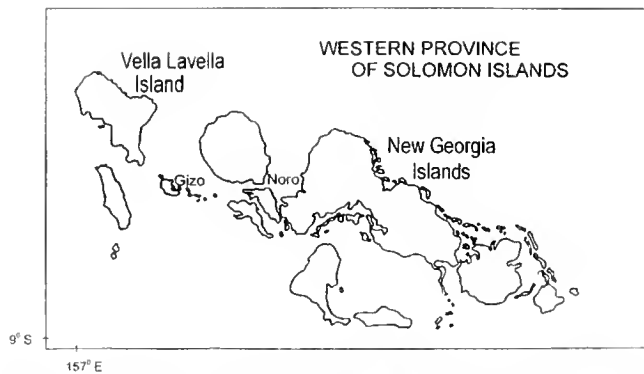 WESTERN PROVINCE
OF SOLOMON ISLANDS
Vella Lavella
Island
New Georgia
Islands
Gizo
Noro
9° S
157° E